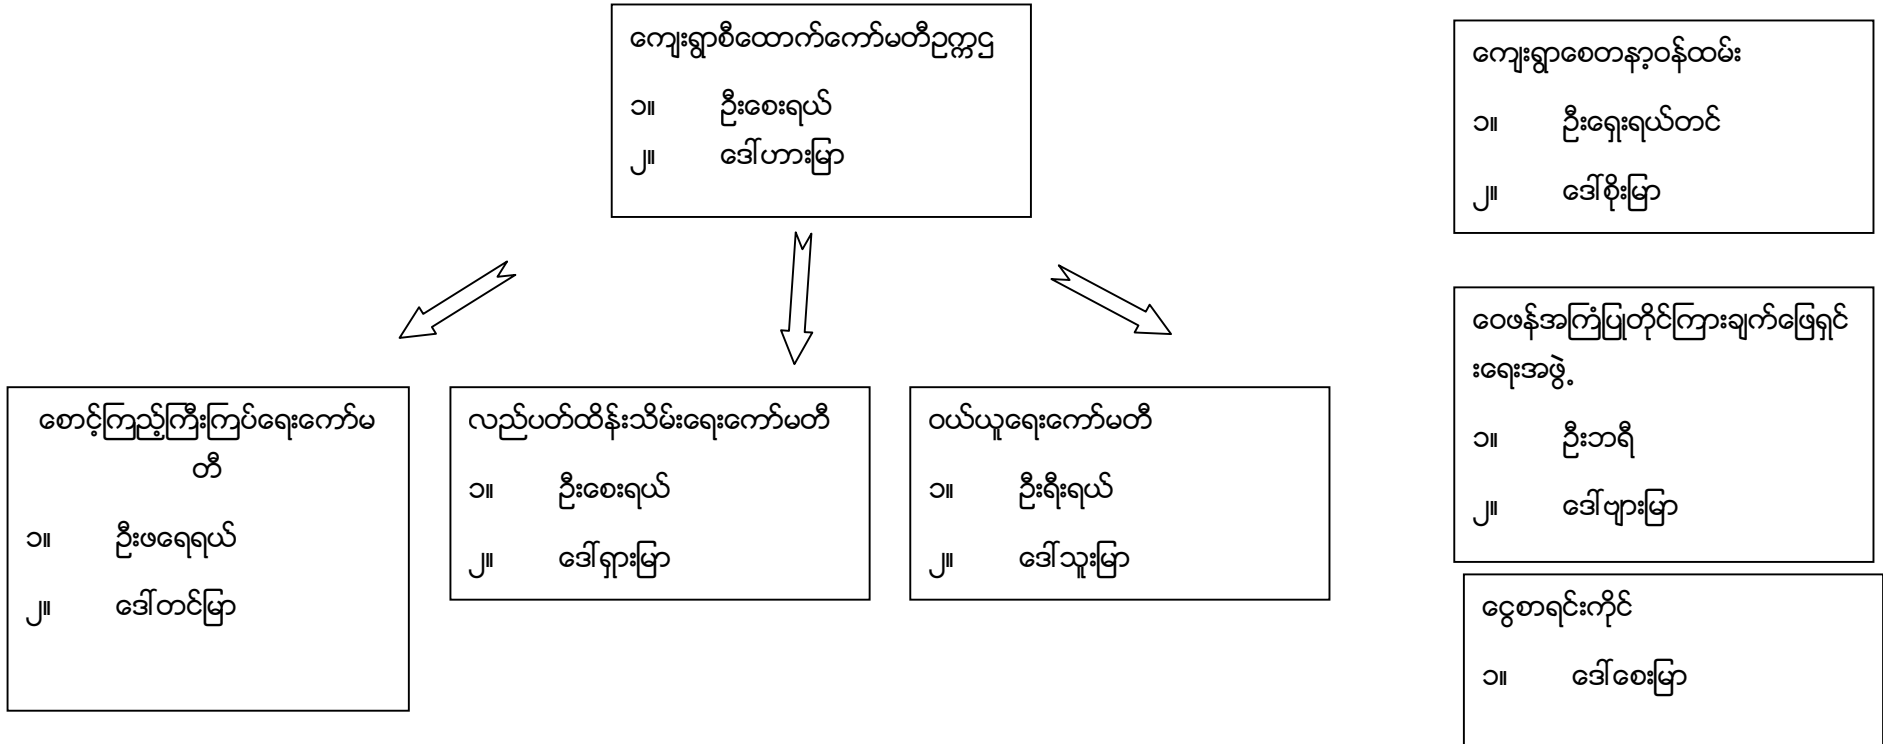 ကျေးရွာစီထောက်ကော်မတီဥက္ကဌ
၁။ ဦးစေးရယ်
၂။ ဒေါ်ဟားမြာ
ကျေးရွာစေတနာ့ဝန်ထမ်း
၁။ ဦးရှေးရယ်တင်
၂။ ဒေါ်စိုးမြာ
ဝေဖန်အကြံပြုတိုင်ကြားချက်ဖြေရှင်
းရေးအဖွဲ့
၁။ ဦးဘရီ
၂။ ဒေါ်ဗျားမြာ
စောင့်ကြည့်ကြီးကြပ်ရေးကော်မ
တီ
၁။ ဦးဖရေရယ်
၂။ ဒေါ်တင်မြာ
လည်ပတ်ထိန်းသိမ်းရေးကော်မတီ
၁။ ဦးစေးရယ်
၂။ ဒေါ်ရှားမြာ
ဝယ်ယူရေးကော်မတီ
၁။ ဦးရီးရယ်
၂။ ဒေါ်သူးမြာ
ငွေစာရင်းကိုင်
၁။ ဒေါ်စေးမြာ